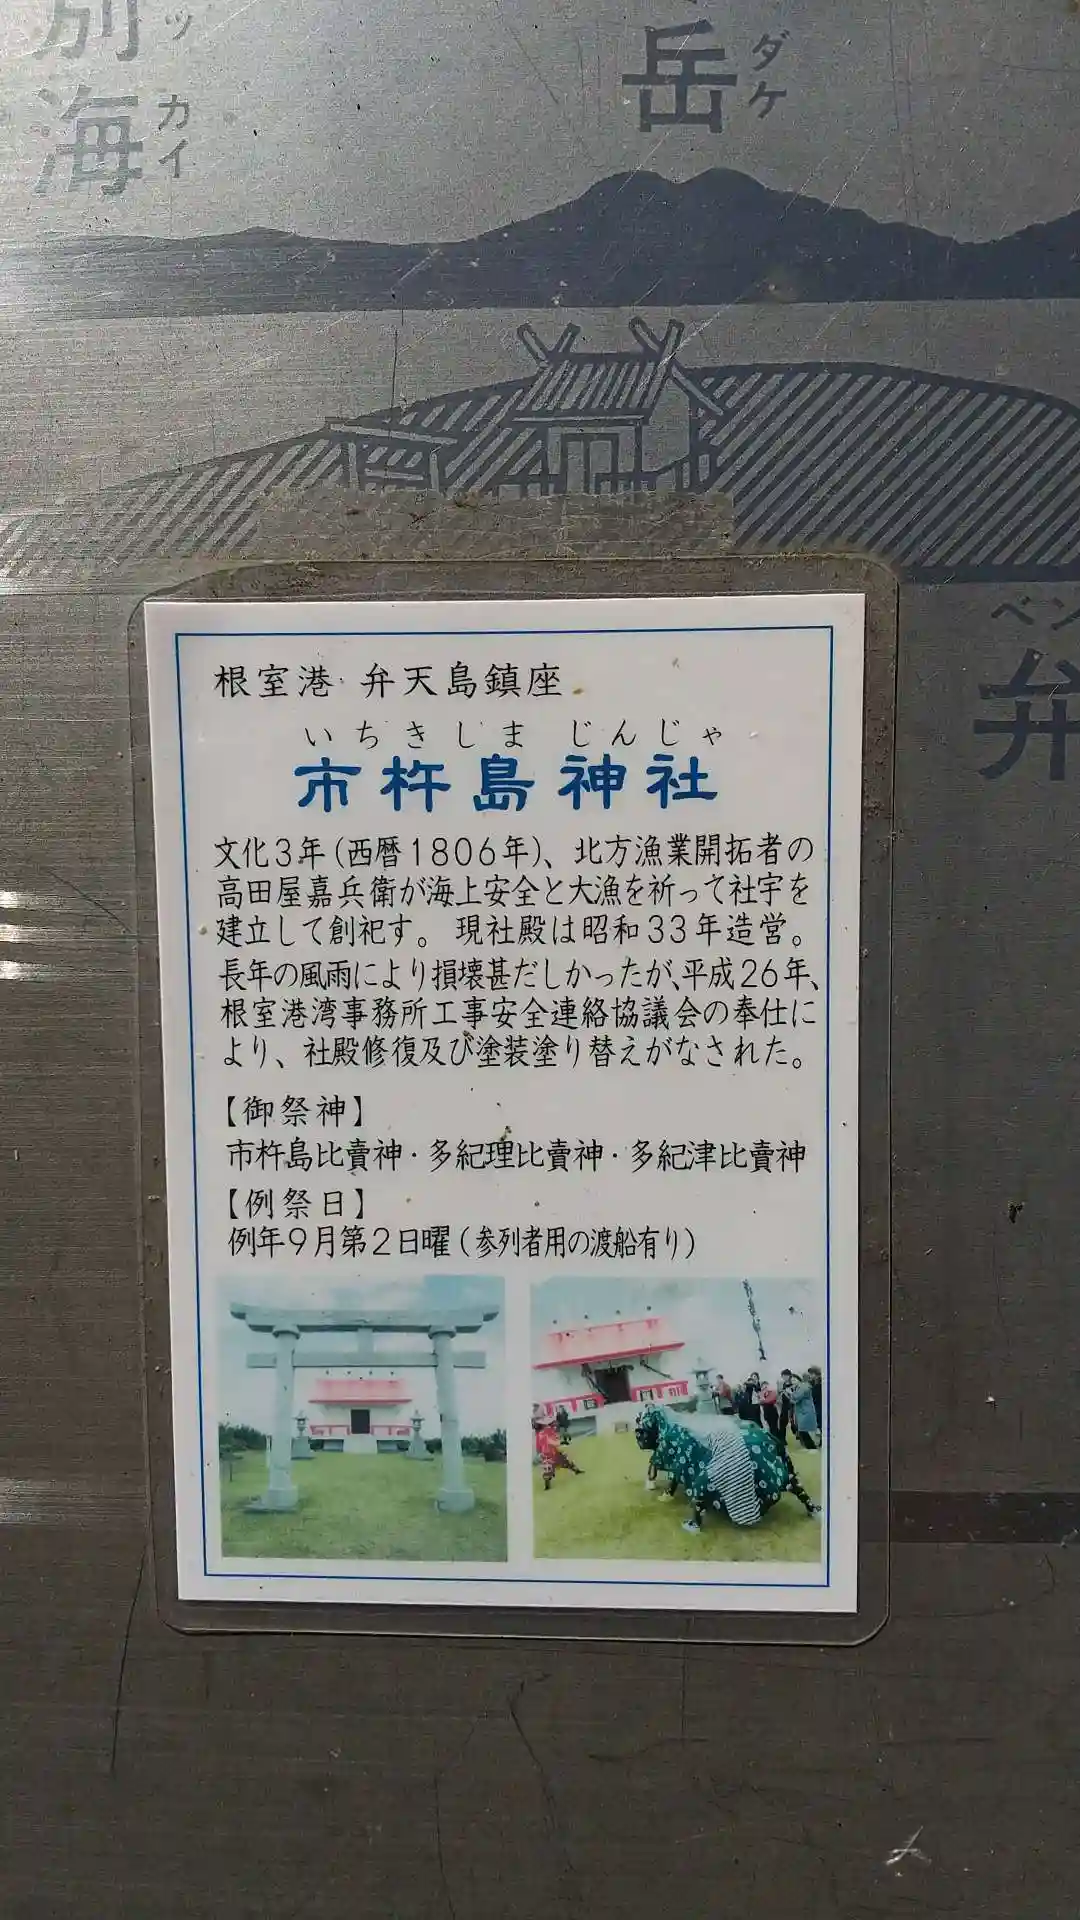 別海
ッカイ
岳
ダケ
ベン
弁
根室港 弁天島鎮座
いちきしま じんじゃ
市杵島神社
文化3年(西暦1806年)、北方漁業開拓者の
高田屋嘉兵衛が海上安全と大漁を祈って社宇を
建立して創祀す。 現社殿は昭和33年造営。
長年の風雨により損壊甚だしかったが、平成26年、
根室港湾事務所工事安全連絡協議会の奉仕に
より、社殿修復及び塗装塗り替えがなされた。
【御祭神】
市杵島比賣神・多紀理比賣神・多紀津比賣神
【例祭日】
例年9月第2日曜(参列者用の渡船有り)